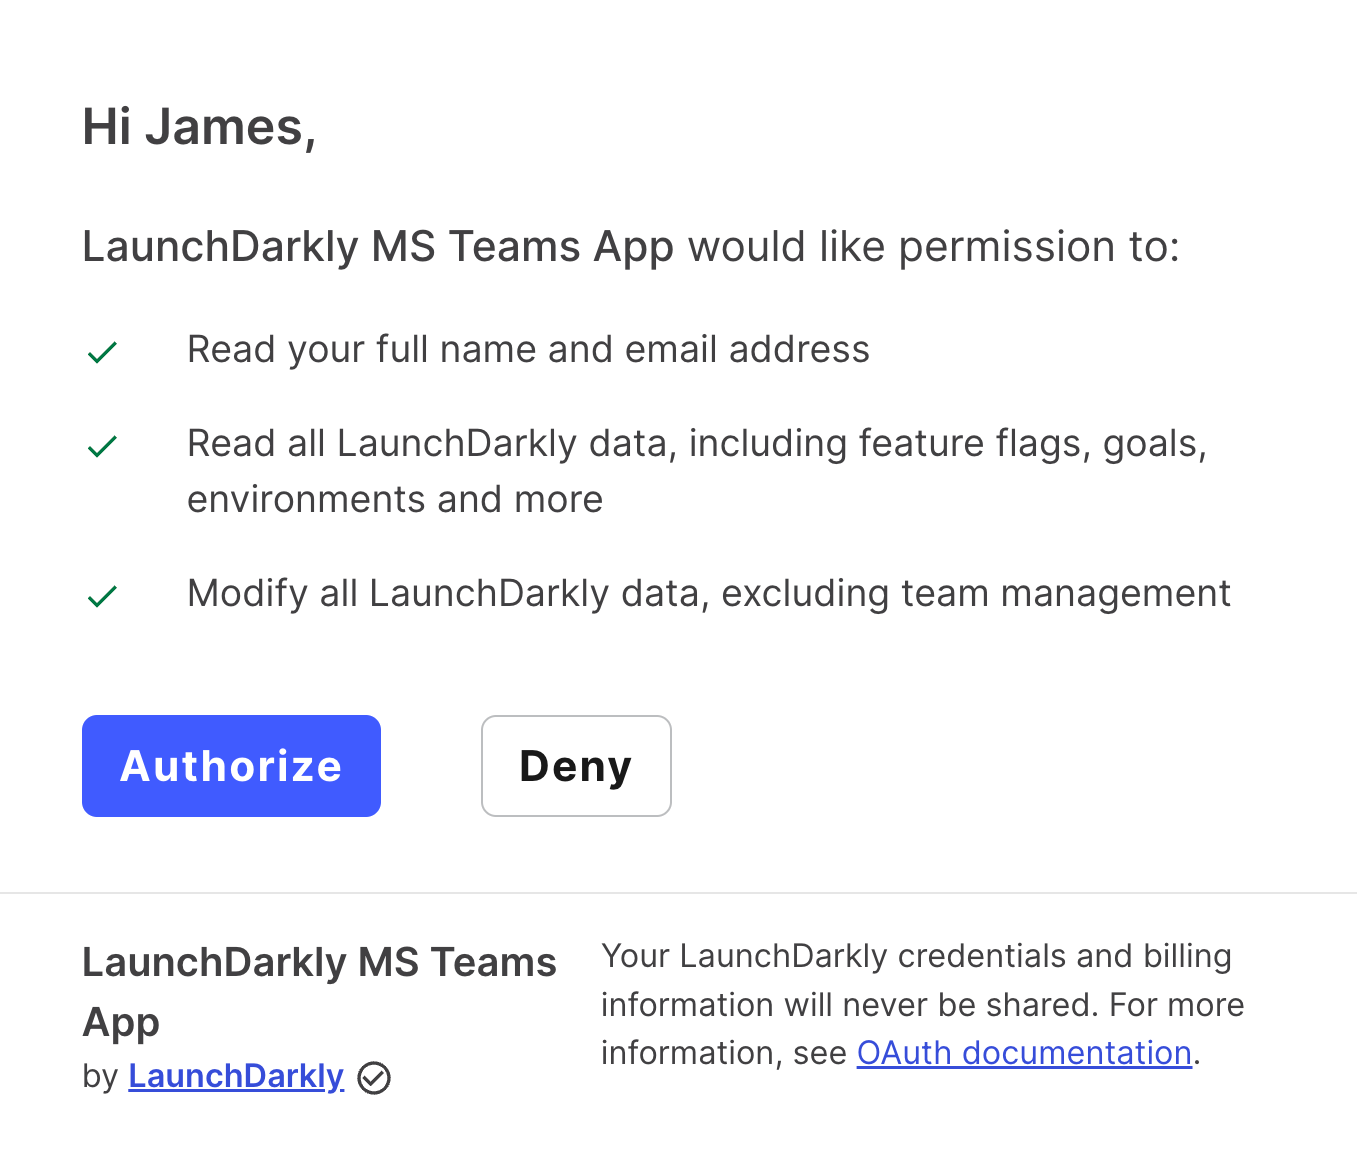 Hi James,
LaunchDarkly MS Teams App would like permission to:
Read your full name and email address
Read all LaunchDarkly data, including feature flags, goals,
environments and more
Modify all LaunchDarkly data, excluding team management
Authorize
Deny
LaunchDarkly MS Teams
App
by LaunchDarkly
Your LaunchDarkly credentials and billing
information will never be shared. For more
information, see OAuth documentation.